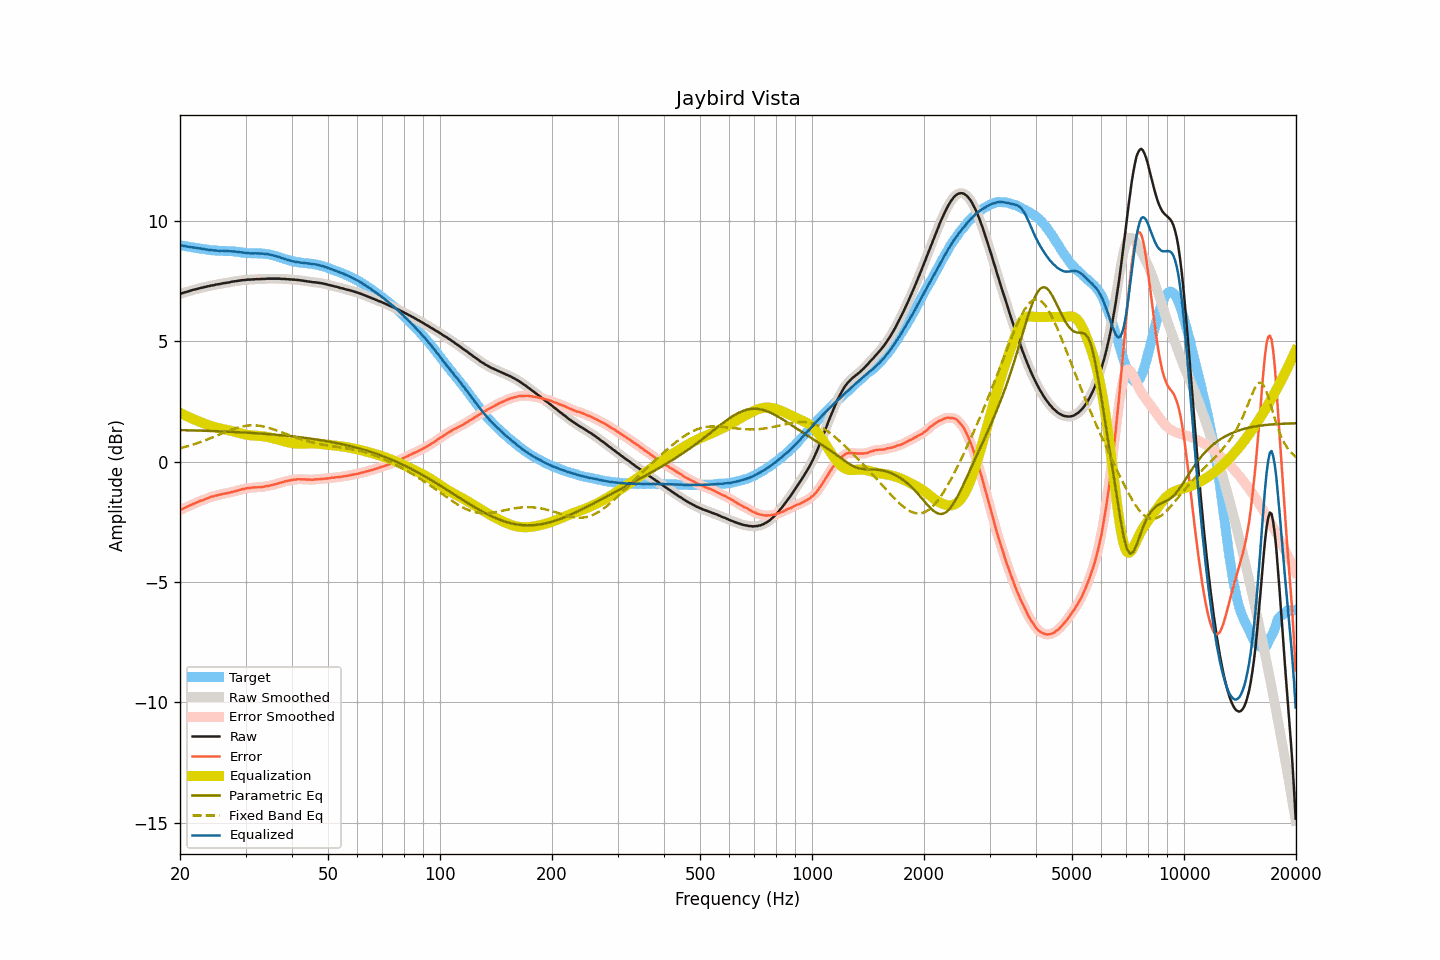 Jaybird Vista
Amplitude (dBr)
10
5
0
−5
−10
−15
Target
Raw Smoothed
Error Smoothed
Raw
Error
Equalization
Parametric Eq
Fixed Band Eq
Equalized
20 50 100 200 500 1000 2000 5000 10000 20000
Frequency (Hz)